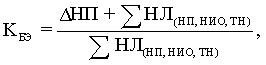 К_БЭ = (ΔНП + ∑ НЛ_(НП, НИО, ТН)) / (∑ НЛ_(НП, НИО, ТН)),